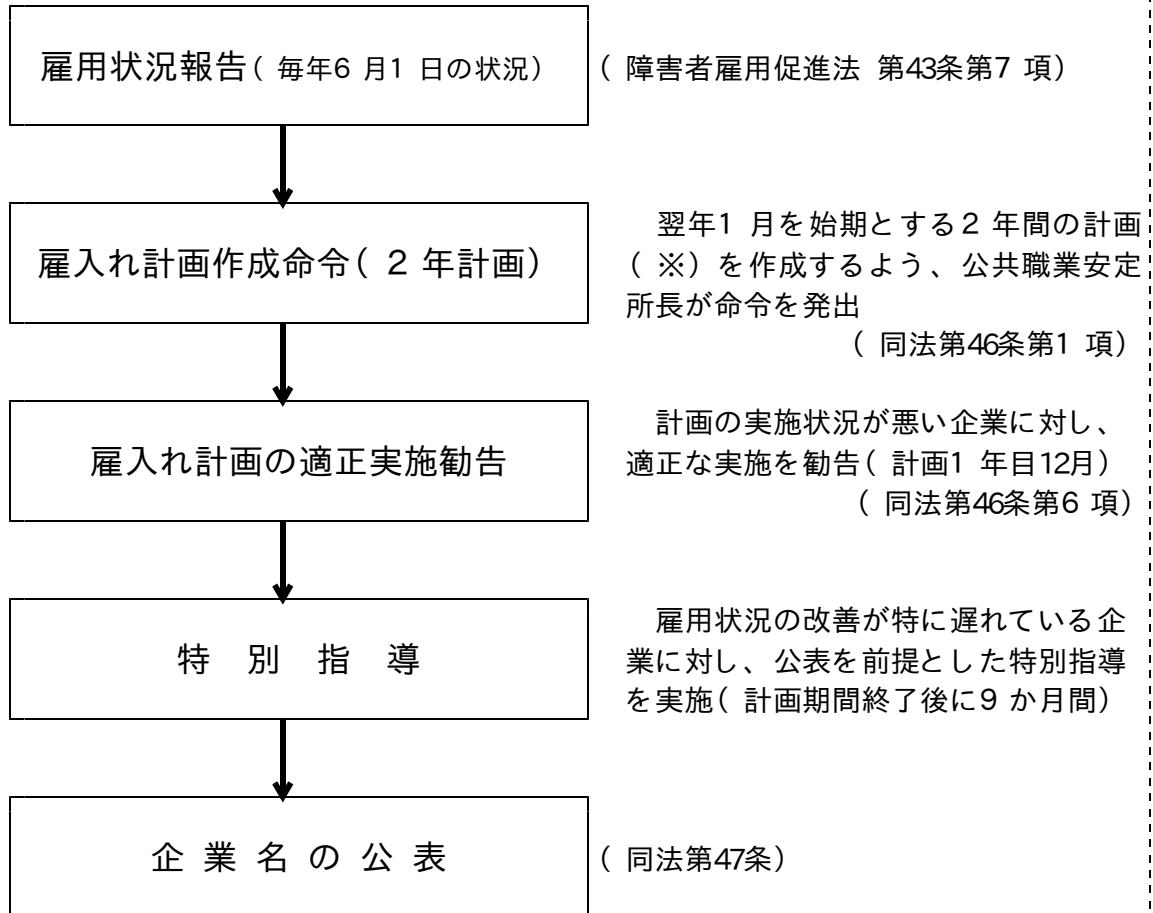 雇用状況報告(毎年6月1日の状況)
(障害者雇用促進法 第43条第7項)
雇入れ計画作成命令(2年計画)
翌年1月を始期とする2年間の計画
(※)を作成するよう、公共職業安定
所長が命令を発出
(同法第46条第1項)
雇入れ計画の適正実施勧告
計画の実施状況が悪い企業に対し、
適正な実施を勧告(計画1年目12月)
(同法第46条第6項)
特別指導
雇用状況の改善が特に遅れている企
業に対し、公表を前提とした特別指導
を実施(計画期間終了後に9か月間)
企業名の公表
(同法第47条)